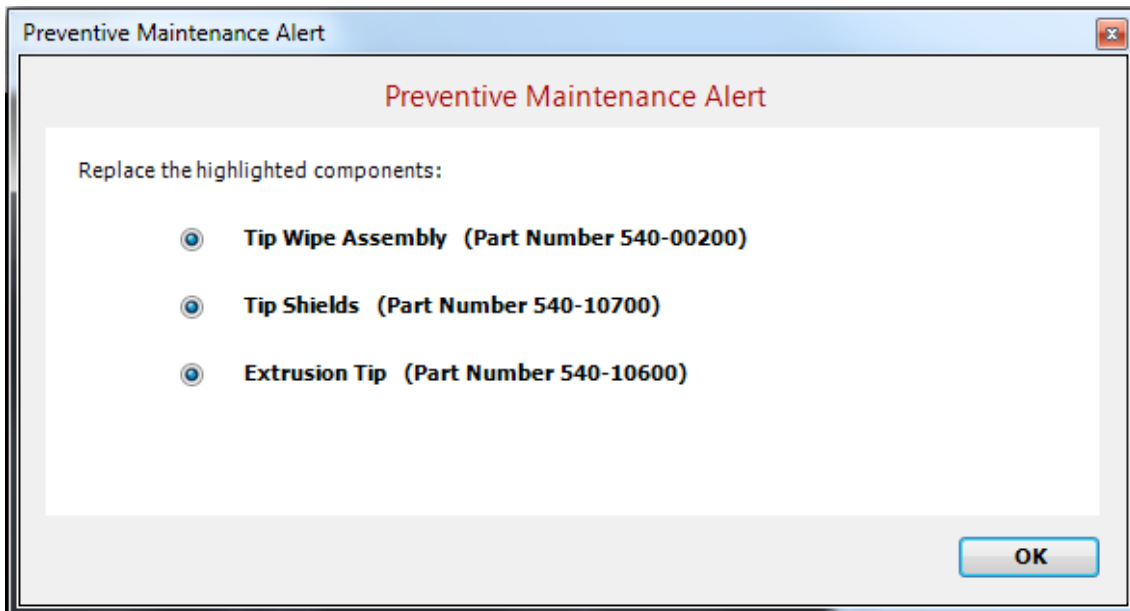 Preventive Maintenance Alert
Preventive Maintenance Alert
Replace the highlighted components:
Tip Wipe Assembly (Part Number 540-00200)
Tip Shields (Part Number 540-10700)
Extrusion Tip (Part Number 540-10600)
OK